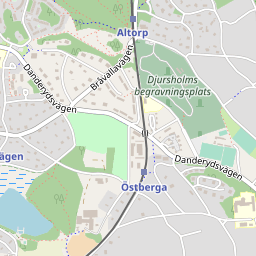 Altorp
Bråvallavägen
Danderydsvägen
Djursholms
begravningsplats
Danderydsvägen
ägen
Östberga